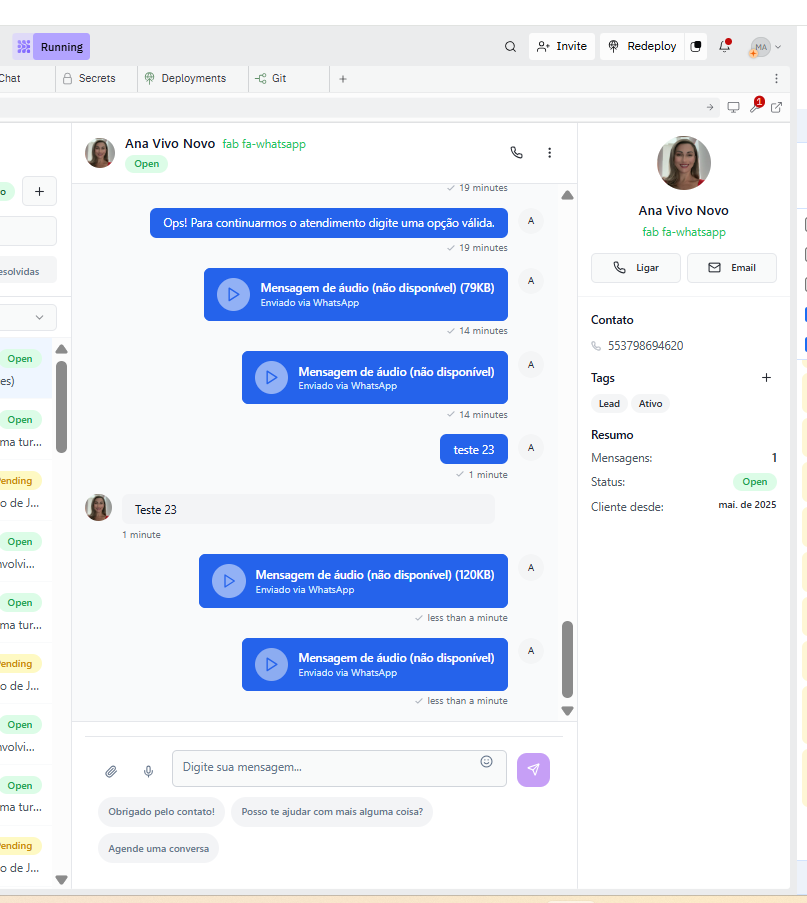 Running
Invite
Redeploy
MA
Chat
Secrets
Deployments
Git
1
Ana Vivo Novo fab fa-whatsapp
Open
19 minutes
Ops! Para continuarmos o atendimento digite uma opção válida.
A
19 minutes
Mensagem de áudio (não disponível) (79KB)
Enviado via WhatsApp
A
14 minutes
Mensagem de áudio (não disponível)
Enviado via WhatsApp
A
14 minutes
teste 23
A
1 minute
Teste 23
1 minute
Mensagem de áudio (não disponível) (120KB)
Enviado via WhatsApp
A
less than a minute
Mensagem de áudio (não disponível)
Enviado via WhatsApp
A
less than a minute
Digite sua mensagem...
Obrigado pelo contato!
Posso te ajudar com mais alguma coisa?
Agende uma conversa
o
esolvidas
Open
es)
Open
ma tur...
ending
o de J...
Open
nvolvi...
Open
ma tur...
ending
o de J...
Open
nvolvi...
Open
ma tur...
ending
o de J...
Ana Vivo Novo
fab fa-whatsapp
Ligar
Email
Contato
553798694620
Tags
Lead
Ativo
Resumo
Mensagens: 1
Status: Open
Cliente desde: mai. de 2025